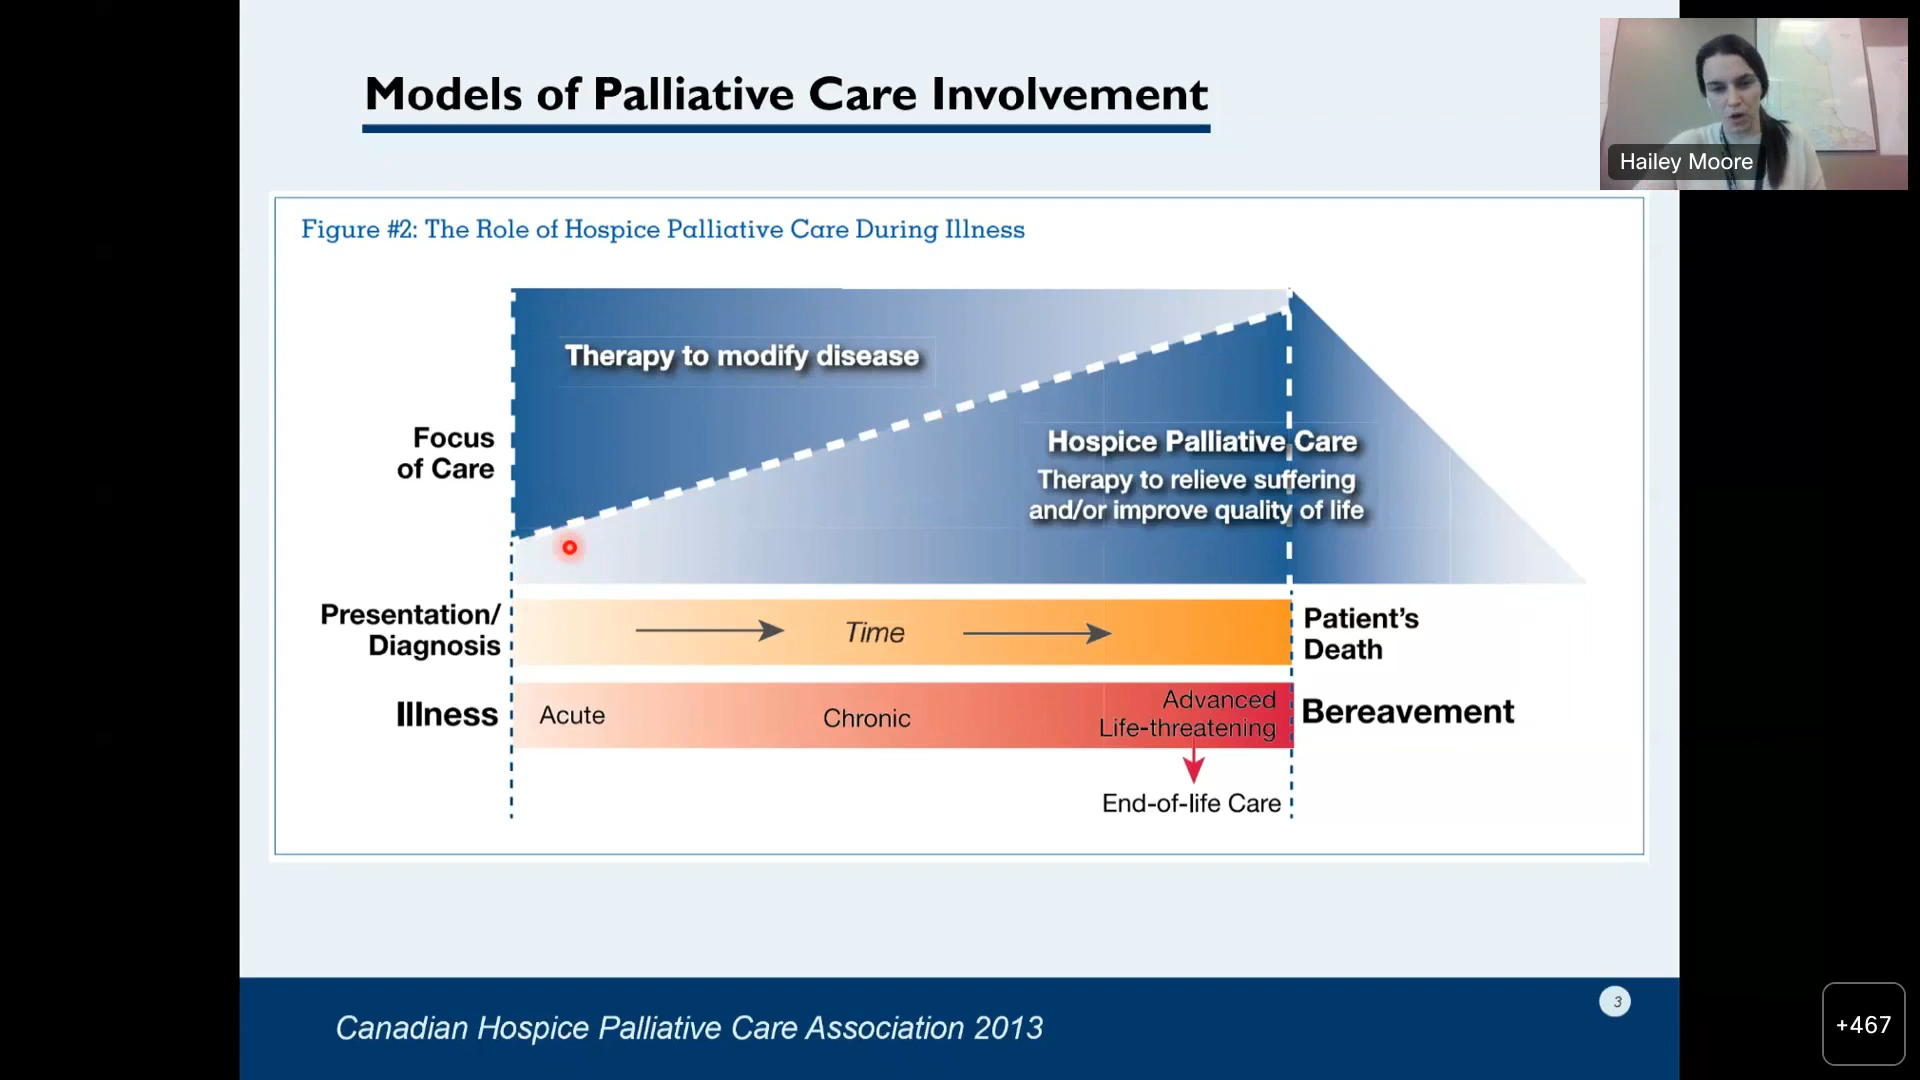 Models of Palliative Care Involvement
Hailey Moore
Figure #2: The Role of Hospice Palliative Care During Illness
Therapy to modify disease
Focus
of Care
Hospice Palliative Care
Therapy to relieve suffering
and/or improve quality of life
Presentation/
Diagnosis
Time
Patient's
Death
Illness
Acute
Chronic
Advanced
Life-threatening
Bereavement
End-of-life Care
3
Canadian Hospice Palliative Care Association 2013
+467